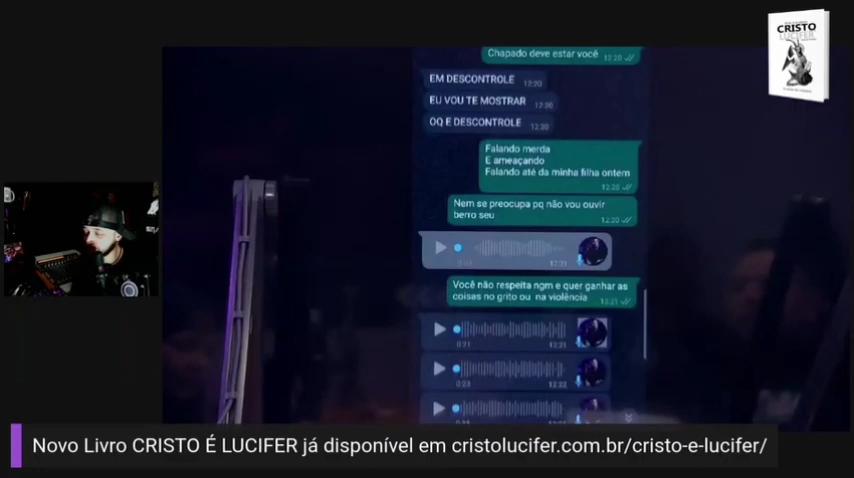 CRISTO
LUCIFER
Chapado deve estar você
12:20
EM DESCONTROLE 12:20
EU VOU TE MOSTRAR 12:20
OQ E DESCONTROLE 12:20
Falando merda
E ameaçando
Falando até da minha filha ontem
12:20
Nem se preocupa pq não vou ouvir
berro seu 12:20
12:21
Você não respeita ngm e quer ganhar as
coisas no grito ou na violência 12:21
0:21 12:21
0:23 12:22
Novo Livro CRISTO É LUCIFER já disponível em cristolucifer.com.br/cristo-e-lucifer/